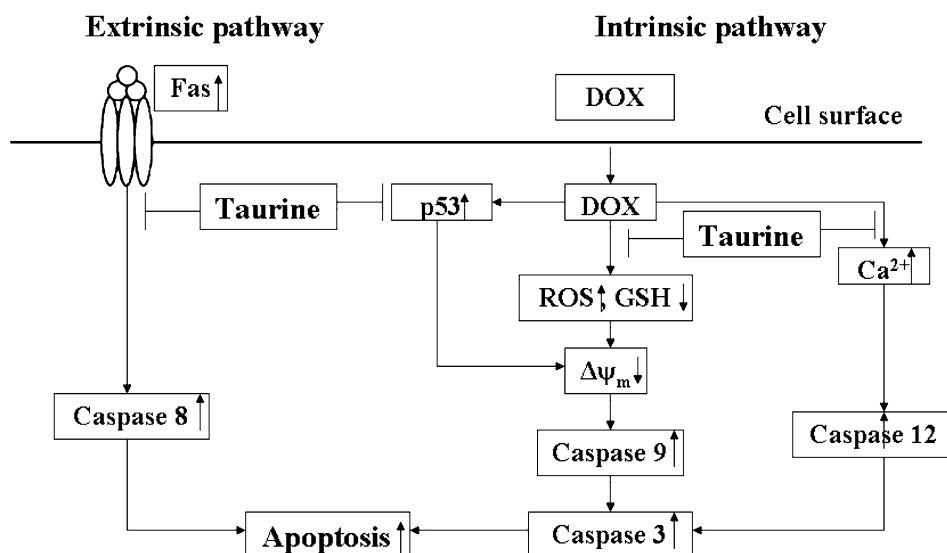 Extrinsic pathway
Intrinsic pathway
Fas↑
DOX
Cell surface
Taurine
p53↑
DOX
Taurine
Ca²⁺↑
ROS↑, GSH↓
Δψₘ↓
Caspase 8↑
Caspase 9↑
Caspase 12↑
Apoptosis↑
Caspase 3↑